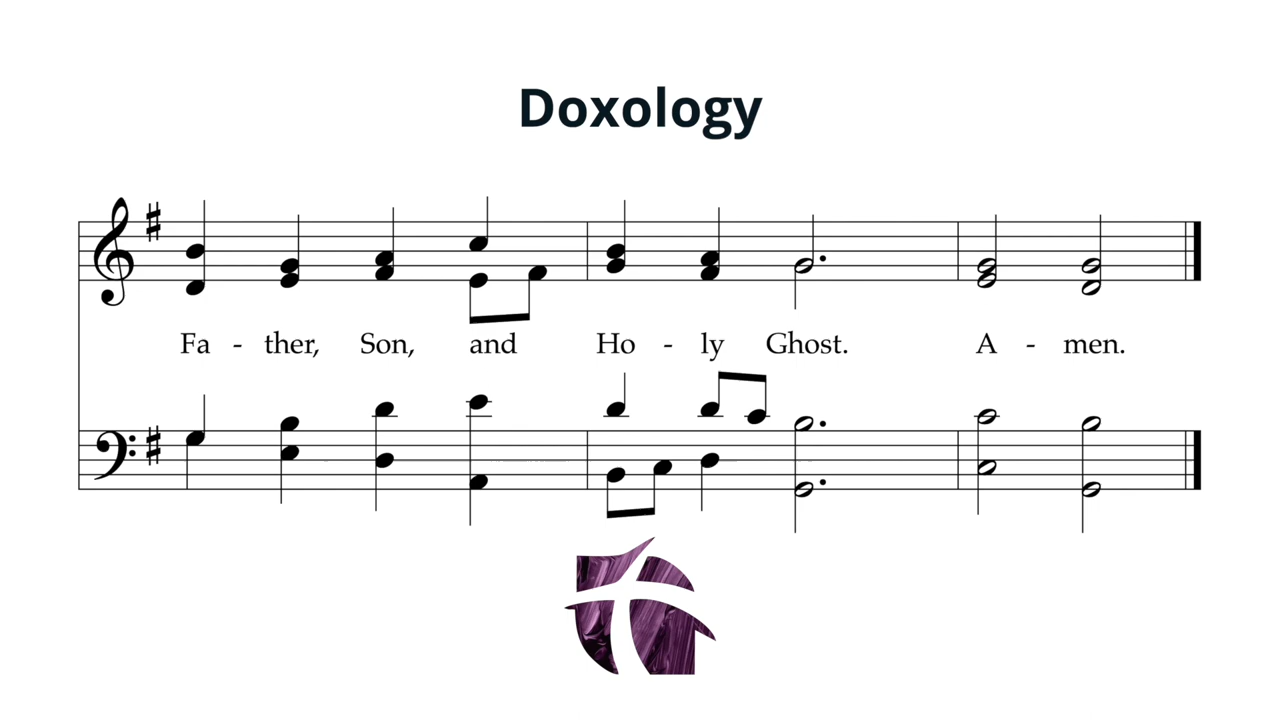 Doxology
Fa - ther, Son, and Ho - ly Ghost. A - men.